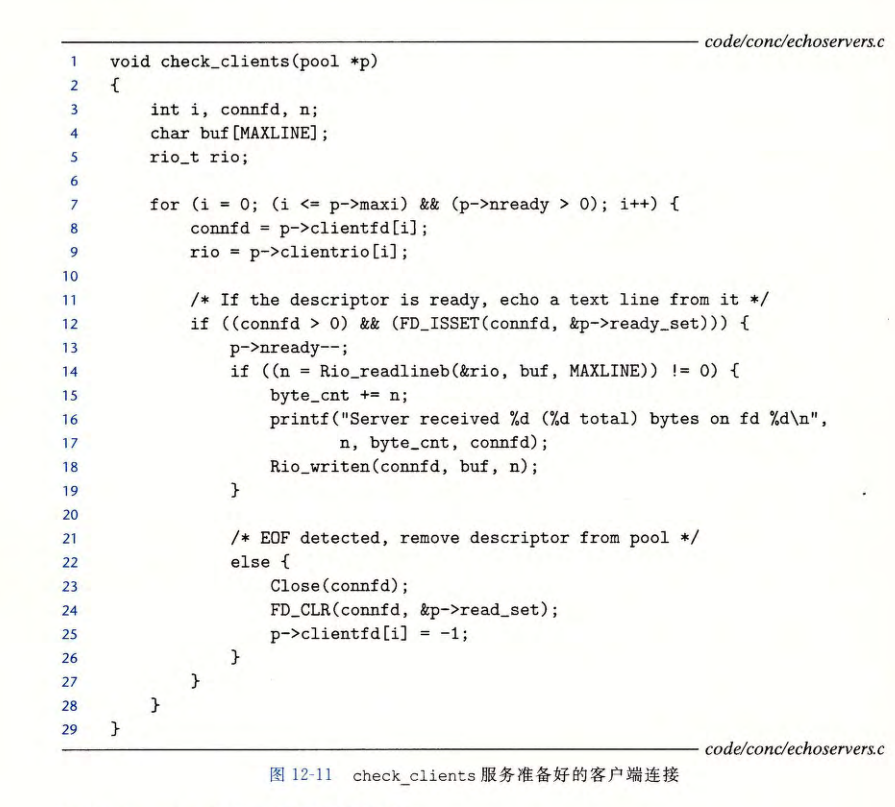 code/conc/echoservers.c
1 void check_clients(pool *p)
2 {
3     int i, connfd, n;
4     char buf[MAXLINE];
5     rio_t rio;
6
7     for (i = 0; (i <= p->maxi) && (p->nready > 0); i++) {
8         connfd = p->clientfd[i];
9         rio = p->clientrio[i];
10
11         /* If the descriptor is ready, echo a text line from it */
12         if ((connfd > 0) && (FD_ISSET(connfd, &p->ready_set))) {
13             p->nready--;
14             if ((n = Rio_readlineb(&rio, buf, MAXLINE)) != 0) {
15                 byte_cnt += n;
16                 printf("Server received %d (%d total) bytes on fd %d\n",
17                        n, byte_cnt, connfd);
18                 Rio_writen(connfd, buf, n);
19             }
20
21             /* EOF detected, remove descriptor from pool */
22             else {
23                 Close(connfd);
24                 FD_CLR(connfd, &p->read_set);
25                 p->clientfd[i] = -1;
26             }
27         }
28     }
29 }
code/conc/echoservers.c
图 12-11 check_clients 服务准备好的客户端连接